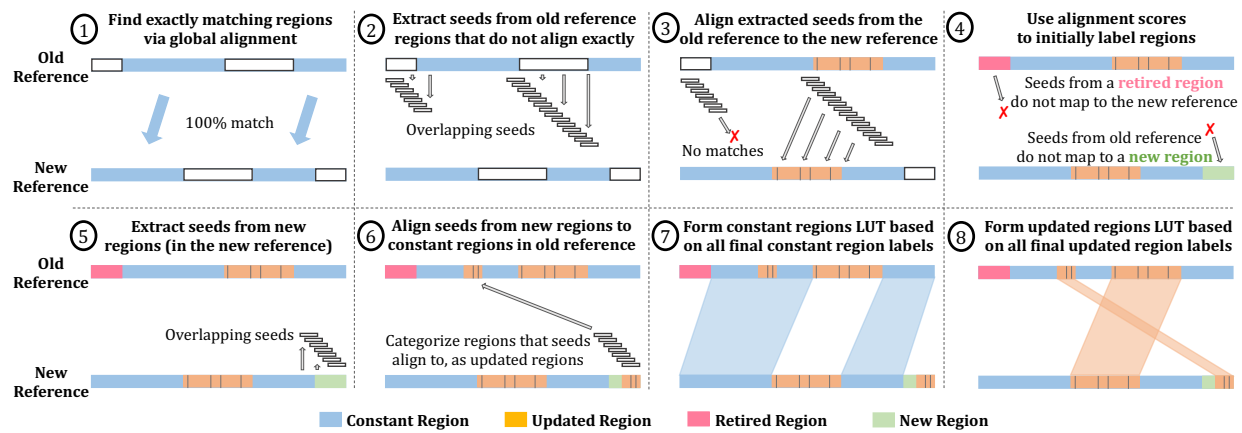 1
Find exactly matching regions
via global alignment
Old
Reference
100% match
New
Reference
2
Extract seeds from old reference
regions that do not align exactly
Overlapping seeds
3
Align extracted seeds from the
old reference to the new reference
No matches
4
Use alignment scores
to initially label regions
Seeds from a retired region
do not map to the new reference
Seeds from old reference
do not map to a new region
5
Extract seeds from new
regions (in the new reference)
Old
Reference
Overlapping seeds
New
Reference
6
Align seeds from new regions to
constant regions in old reference
Categorize regions that seeds
align to, as updated regions
7
Form constant regions LUT based
on all final constant region labels
8
Form updated regions LUT based
on all final updated region labels
Constant Region
Updated Region
Retired Region
New Region